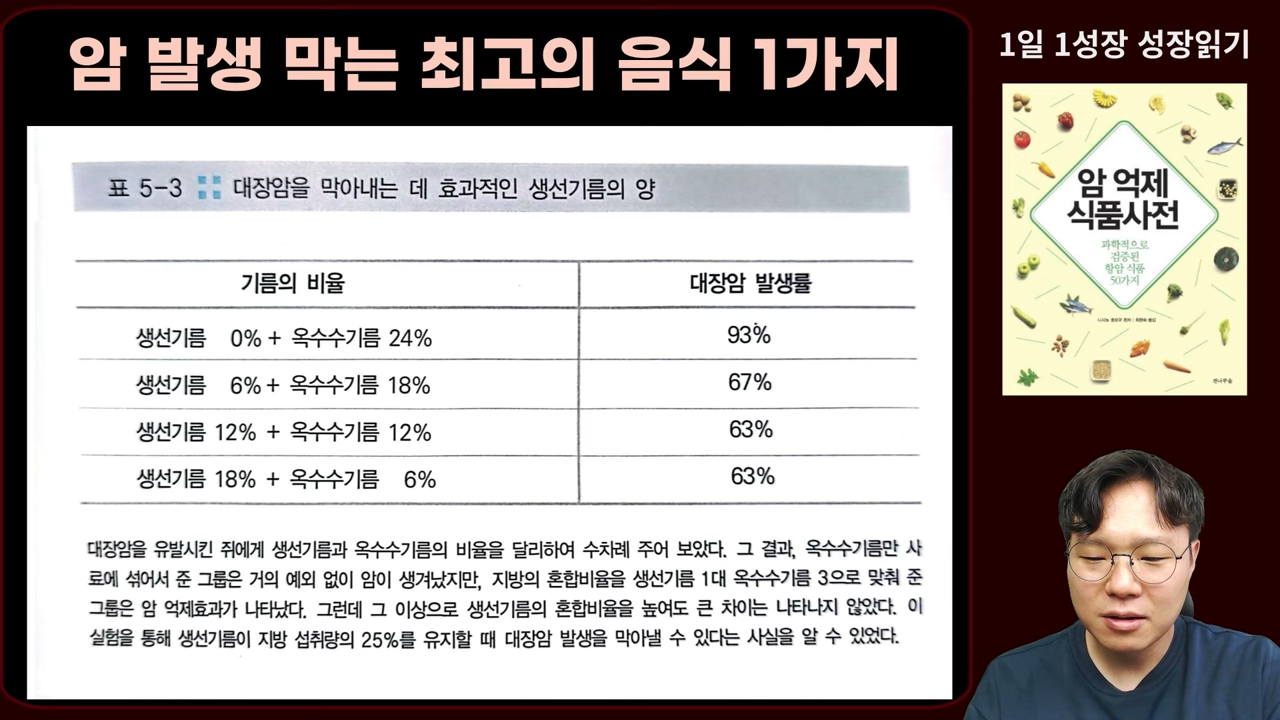 암 발생 막는 최고의 음식 1가지
표 5-3 대장암을 막아내는 데 효과적인 생선기름의 양
기름의 비율 대장암 발생률
생선기름 0% + 옥수수기름 24% 93%
생선기름 6% + 옥수수기름 18% 67%
생선기름 12% + 옥수수기름 12% 63%
생선기름 18% + 옥수수기름 6% 63%
대장암을 유발시킨 쥐에게 생선기름과 옥수수기름의 비율을 달리하여 수차례 주어 보았다. 그 결과, 옥수수기름만 사
료에 섞어서 준 그룹은 거의 예외 없이 암이 생겨났지만, 지방의 혼합비율을 생선기름 1대 옥수수기름 3으로 맞춰 준
그룹은 암 억제효과가 나타났다. 그런데 그 이상으로 생선기름의 혼합비율을 높여도 큰 차이는 나타나지 않았다. 이
실험을 통해 생선기름이 지방 섭취량의 25%를 유지할 때 대장암 발생을 막아낼 수 있다는 사실을 알 수 있었다.
1일 1성장 성장읽기
암 억제
식품사전
과학적으로
검증된
항암 식품
50가지
전나무숲